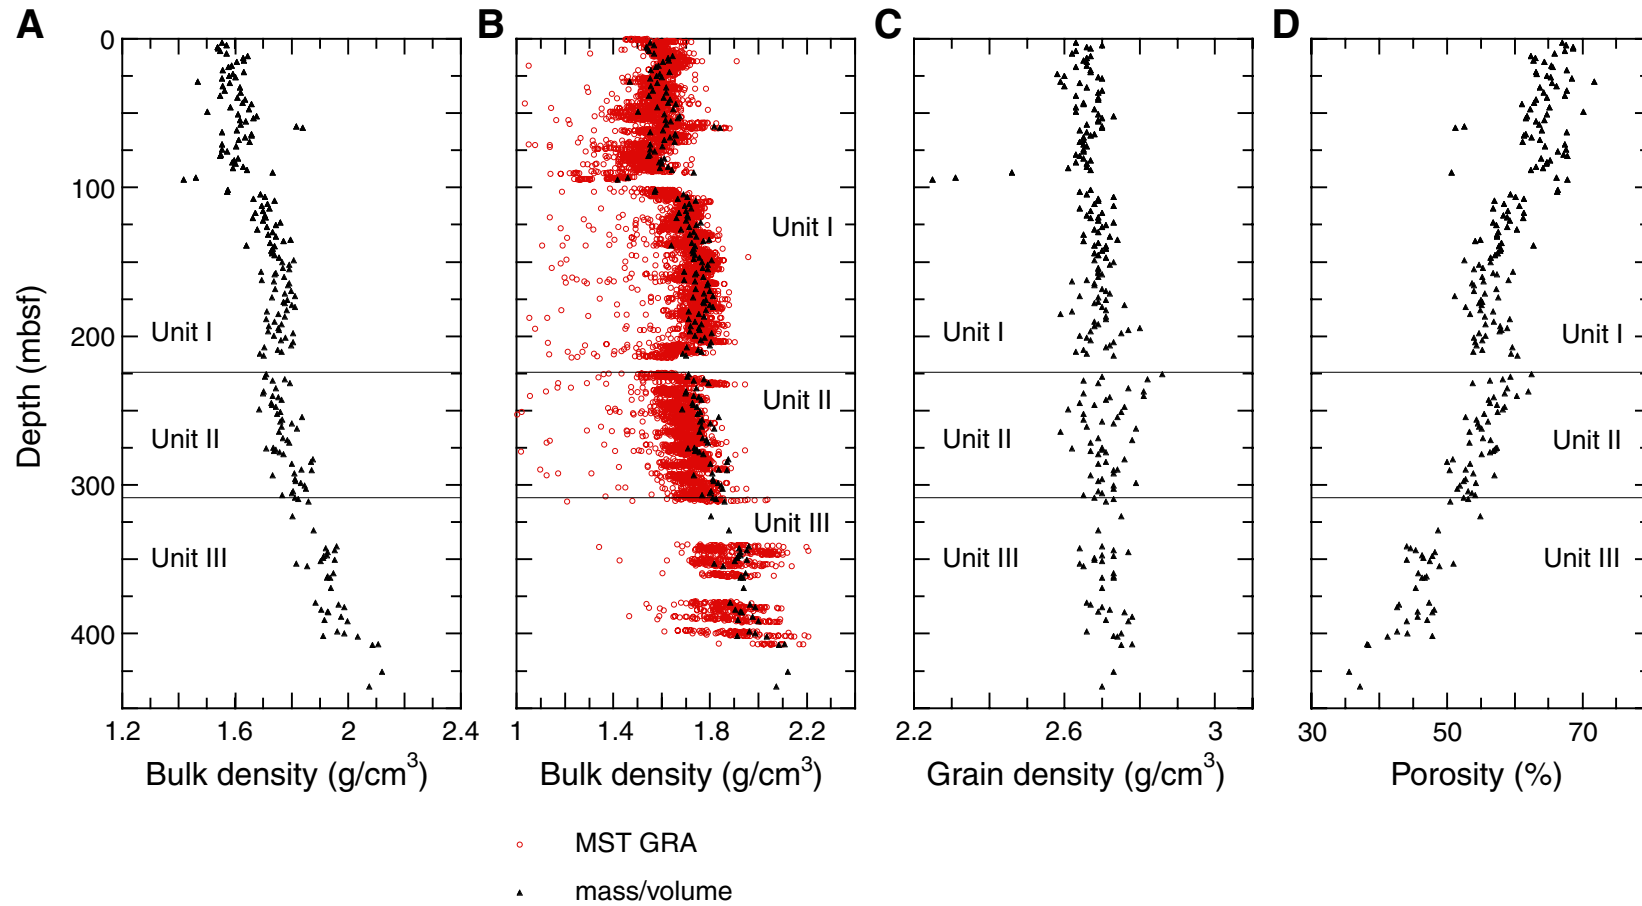 A
B
C
D
0
100
200
300
400
Depth (mbsf)
Unit I
Unit II
Unit III
1.2
1.6
2
2.4
Bulk density (g/cm³)
Unit I
Unit II
Unit III
1
1.4
1.8
2.2
Bulk density (g/cm³)
Unit I
Unit II
Unit III
2.2
2.6
3
Grain density (g/cm³)
Unit I
Unit II
Unit III
30
50
70
Porosity (%)
MST GRA
mass/volume